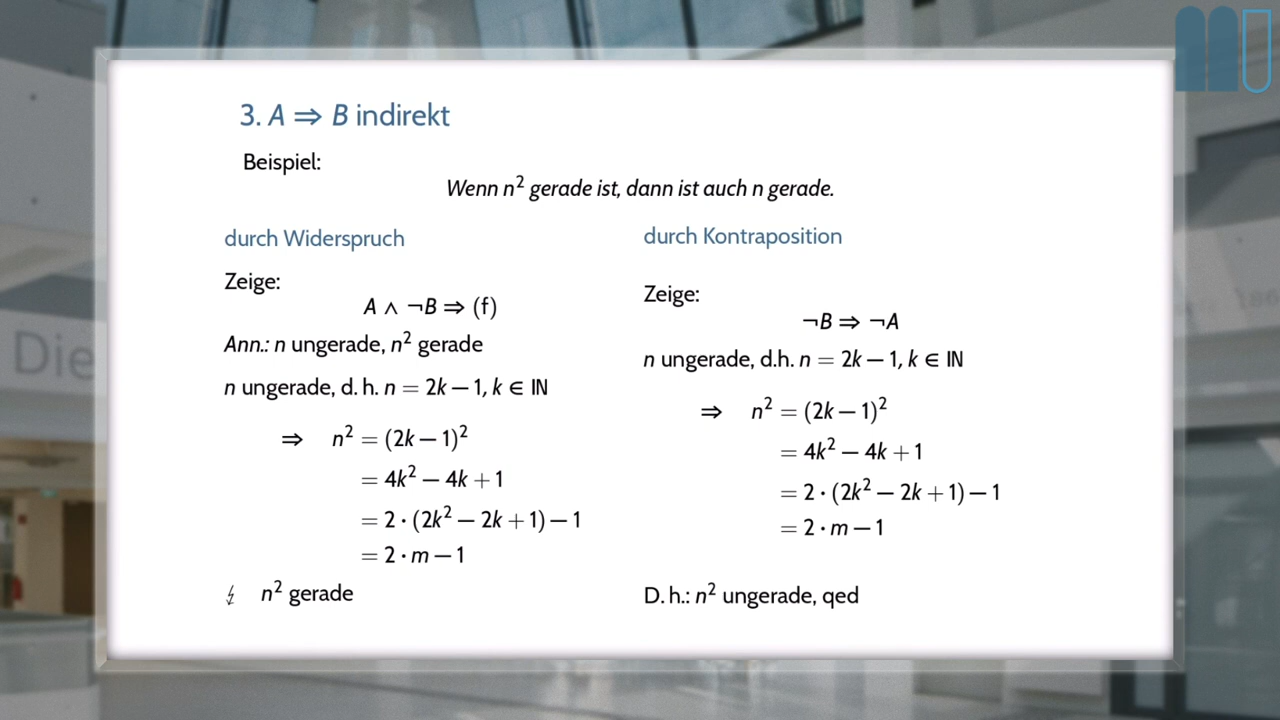 3. A ⇒ B indirekt
Beispiel:
Wenn n² gerade ist, dann ist auch n gerade.
durch Widerspruch
Zeige:
A ∧ ¬B ⇒ (f)
Ann.: n ungerade, n² gerade
n ungerade, d. h. n = 2k – 1, k ∈ ℕ
⇒ n² = (2k – 1)²
= 4k² – 4k + 1
= 2 · (2k² – 2k + 1) – 1
= 2 · m – 1
↯ n² gerade
durch Kontraposition
Zeige:
¬B ⇒ ¬A
n ungerade, d.h. n = 2k – 1, k ∈ ℕ
⇒ n² = (2k – 1)²
= 4k² – 4k + 1
= 2 · (2k² – 2k + 1) – 1
= 2 · m – 1
D. h.: n² ungerade, qed
Die